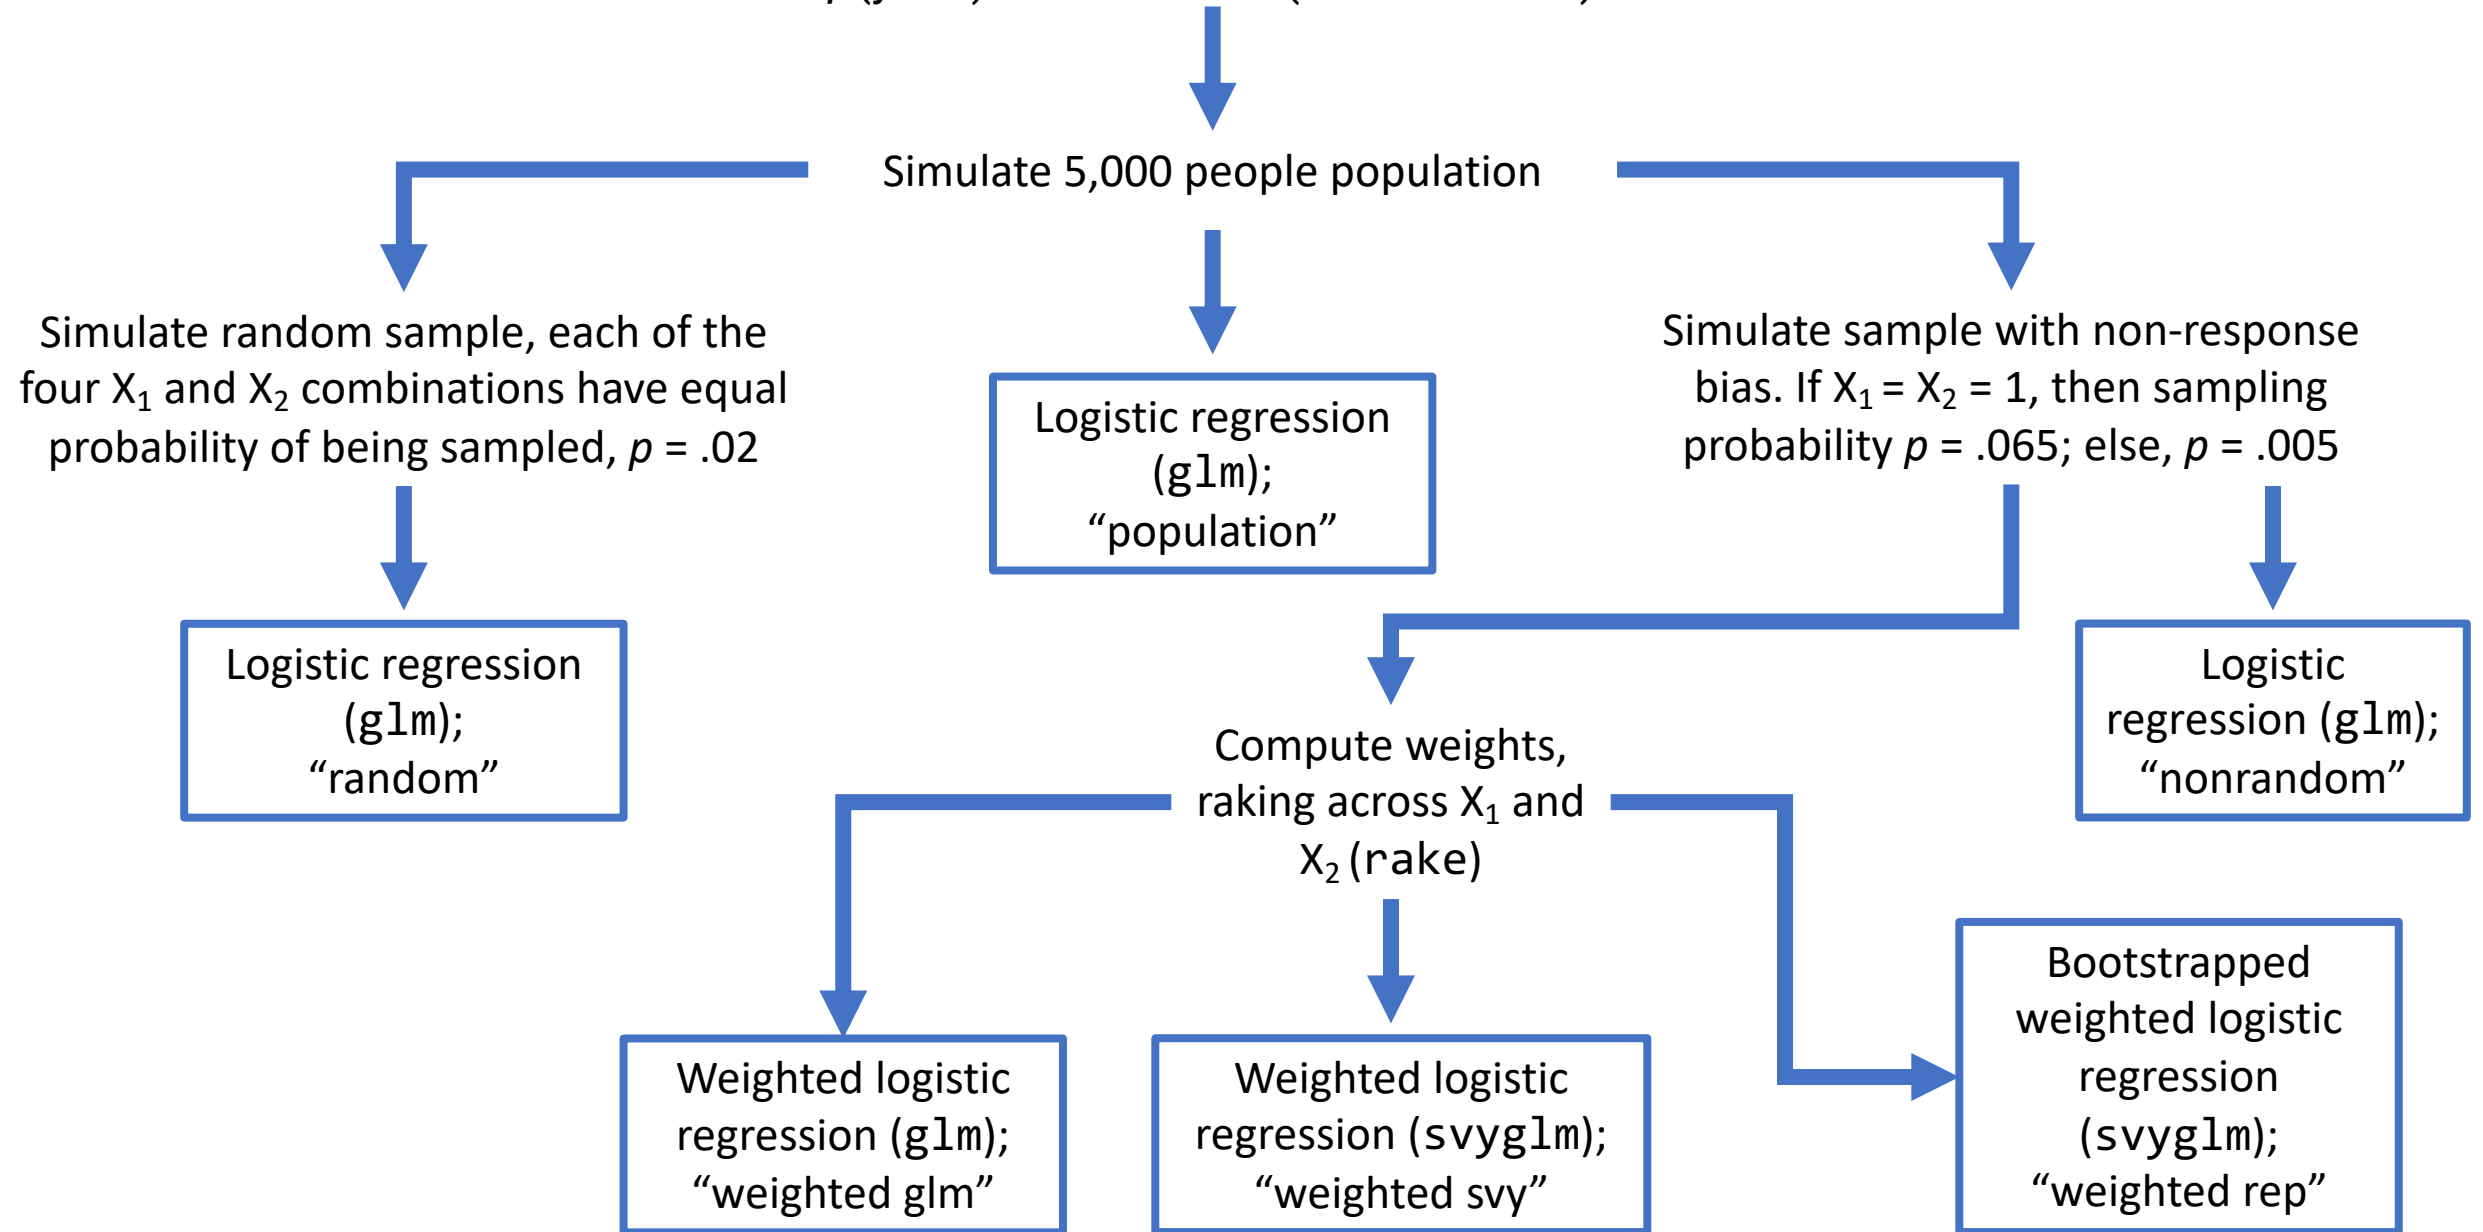 Simulate 5,000 people population
Simulate random sample, each of the
four X₁ and X₂ combinations have equal
probability of being sampled, p = .02
Logistic regression
(glm);
“population”
Simulate sample with non-response
bias. If X₁ = X₂ = 1, then sampling
probability p = .065; else, p = .005
Logistic regression
(glm);
“random”
Compute weights,
raking across X₁ and
X₂ (rake)
Logistic
regression (glm);
“nonrandom”
Weighted logistic
regression (glm);
“weighted glm”
Weighted logistic
regression (svyglm);
“weighted svy”
Bootstrapped
weighted logistic
regression
(svyglm);
“weighted rep”